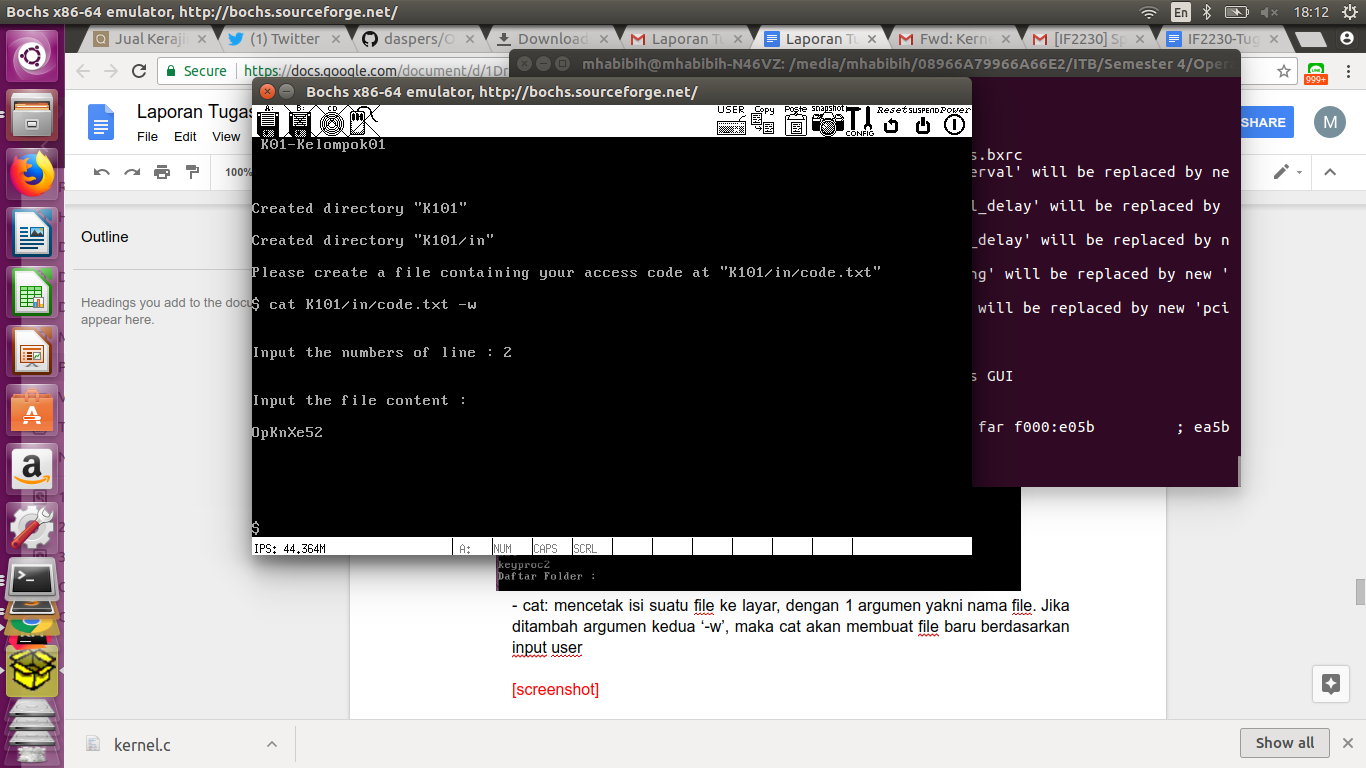 Bochs x86-64 emulator, http://bochs.sourceforge.net/
En
18:12
Jual Keraji
(1) Twitter
daspers/O
Download
Laporan Tu
Laporan Tu
Fwd: Kerne
[IF2230] Sp
IF2230-Tug
Secure
https://docs.google.com/document/d/1Dr
999+
mhabibih@mhabibih-N46VZ: /media/mhabibih/08966A79966A66E2/ITB/Semester 4/Oper
Laporan Tugas
File Edit View
SHARE
M
100%
Outline
Headings you add to the docu
appear here.
s.bxrc
erval' will be replaced by ne
l_delay' will be replaced by
_delay' will be replaced by n
ng' will be replaced by new '
will be replaced by new 'pci
s GUI
far f000:e05b ; ea5b
Bochs x86-64 emulator, http://bochs.sourceforge.net/
A: B: USER Copy Paste snapshot CONFIG Reset SUSPEND Power
K01-Kelompok01
Created directory "K101"
Created directory "K101/in"
Please create a file containing your access code at "K101/in/code.txt"
$ cat K101/in/code.txt -w
Input the numbers of line : 2
Input the file content :
OpKnXe52
$
IPS: 44.364M A: NUM CAPS SCRL
keyproc2
Daftar Folder :
- cat: mencetak isi suatu file ke layar, dengan 1 argumen yakni nama file. Jika
ditambah argumen kedua ‘-w’, maka cat akan membuat file baru berdasarkan
input user
[screenshot]
kernel.c
Show all